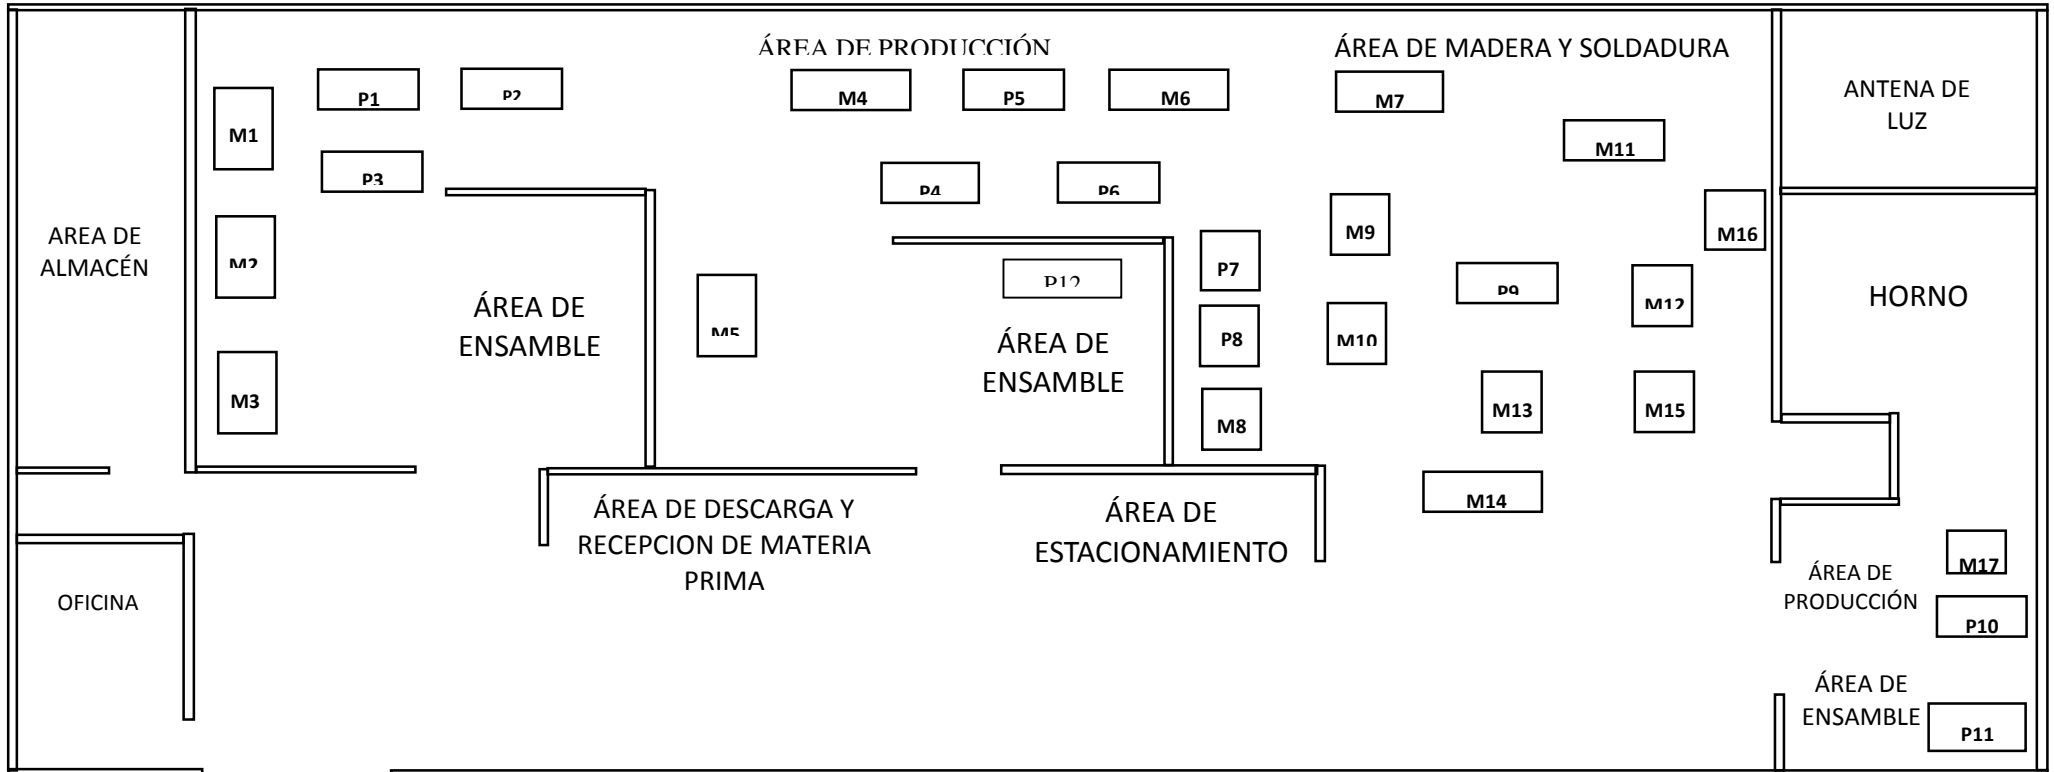 ÁREA DE PRODUCCIÓN
ÁREA DE MADERA Y SOLDADURA
P1
P2
M4
P5
M6
M7
ANTENA DE
LUZ
M1
M11
P3
P4
P6
AREA DE
ALMACÉN
M2
M9
M16
P7
P12
P9
M12
HORNO
ÁREA DE
ENSAMBLE
M5
ÁREA DE
ENSAMBLE
P8
M10
M3
M8
M13
M15
ÁREA DE DESCARGA Y
RECEPCION DE MATERIA
PRIMA
ÁREA DE
ESTACIONAMIENTO
M14
OFICINA
M17
ÁREA DE
PRODUCCIÓN
P10
ÁREA DE
ENSAMBLE
P11